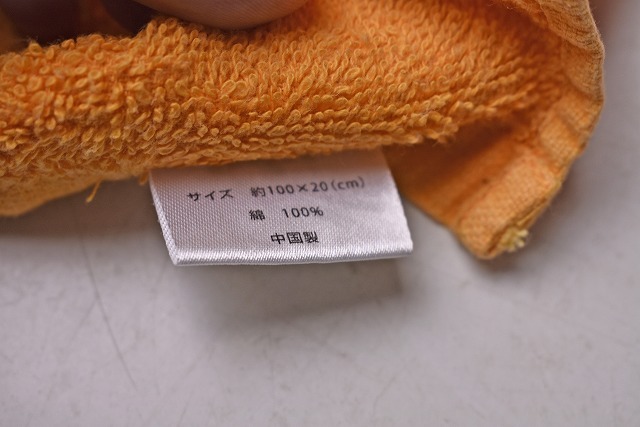 サイズ 約100×20(cm)
綿 100%
中国製